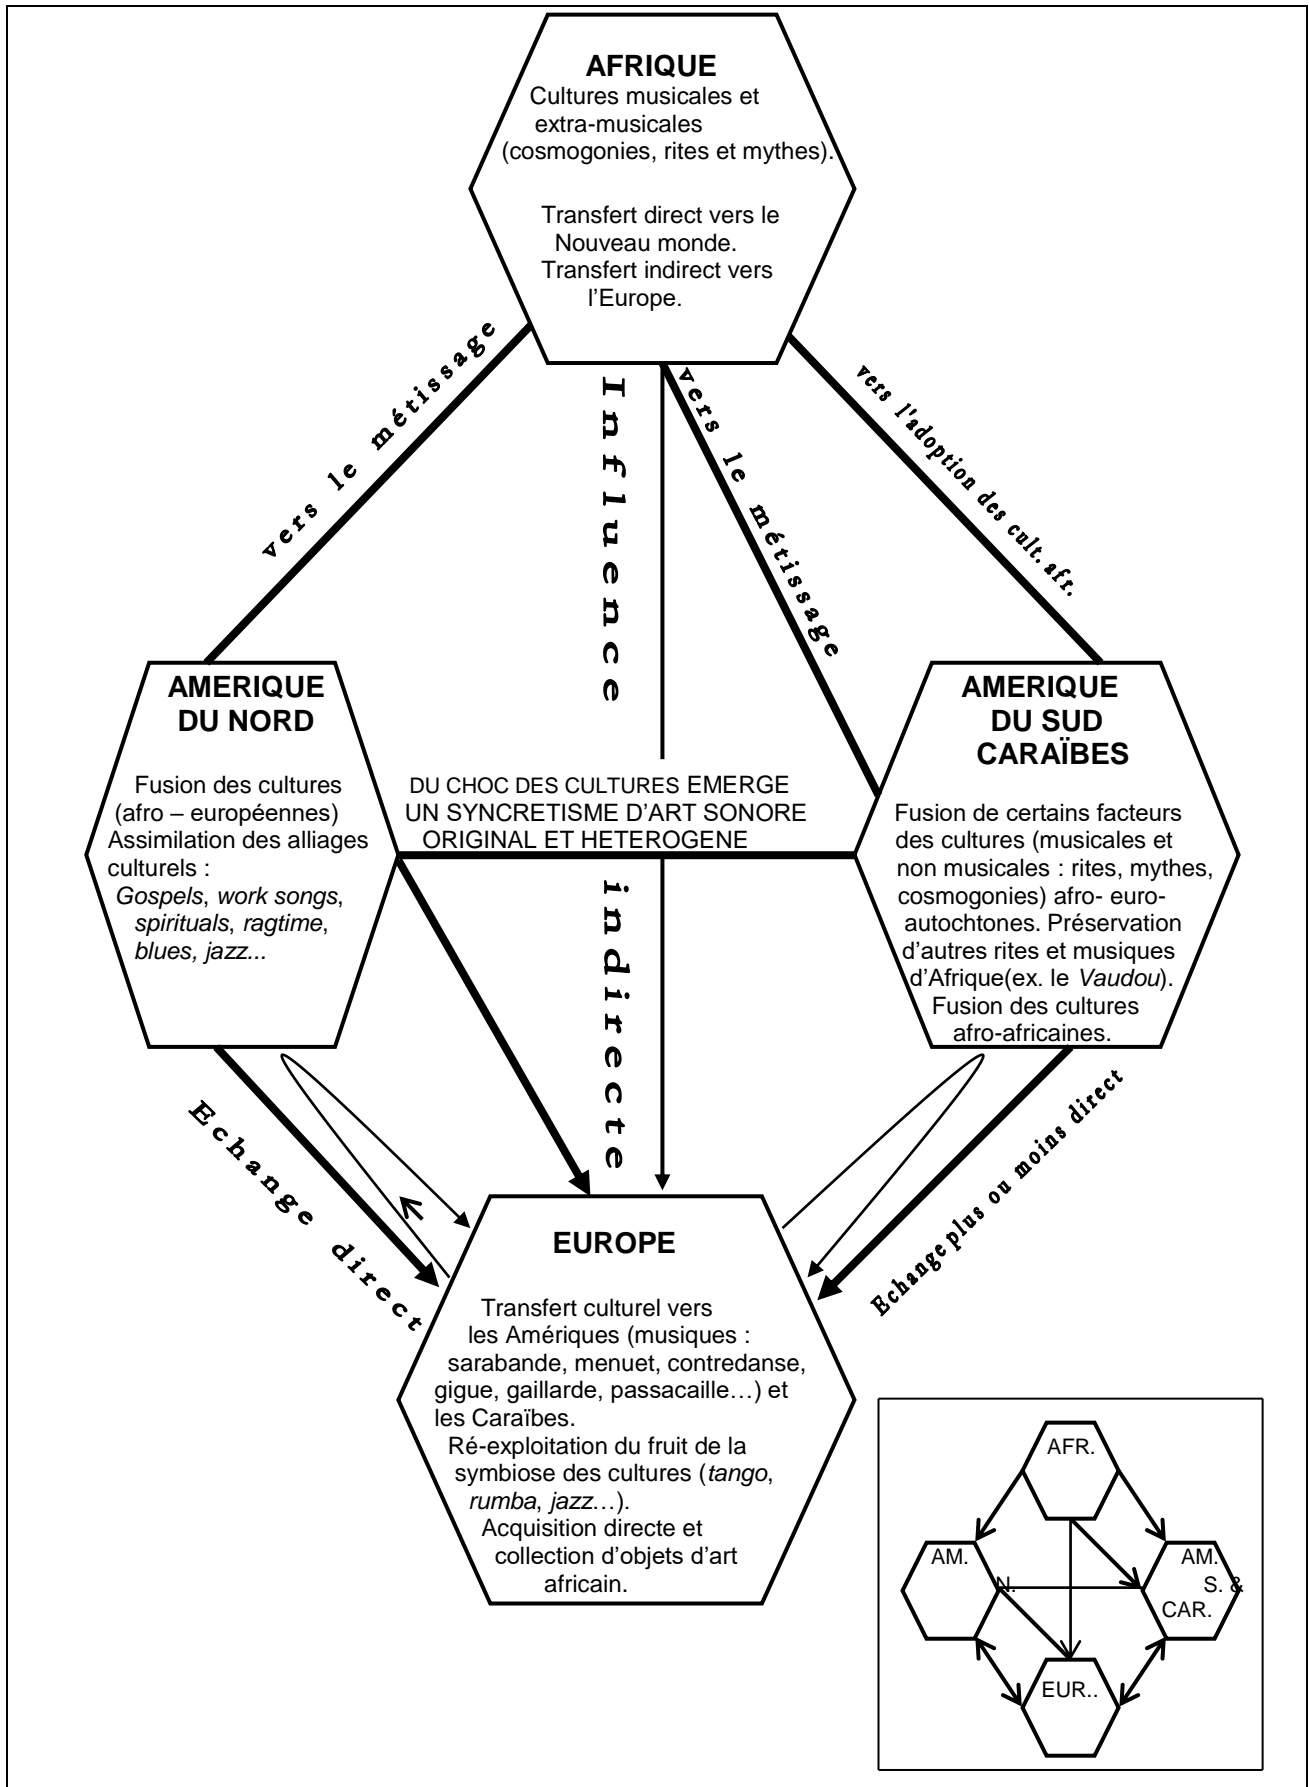 AFRIQUE
Cultures musicales et
extra-musicales
(cosmogonies, rites et mythes).
Transfert direct vers le
Nouveau monde.
Transfert indirect vers
l’Europe.
vers le métissage
Influence
vers le métissage
vers l'adoption des cult.afr.
AMERIQUE
DU NORD
Fusion des cultures
(afro – européennes)
Assimilation des alliages
culturels :
Gospels, work songs,
spirituals, ragtime,
blues, jazz...
DU CHOC DES CULTURES EMERGE
UN SYNCRETISME D’ART SONORE
ORIGINAL ET HETEROGENE
AMERIQUE
DU SUD
CARAÏBES
Fusion de certains facteurs
des cultures (musicales et
non musicales : rites, mythes,
cosmogonies) afro- euro-
autochtones. Préservation
d’autres rites et musiques
d’Afrique(ex. le Vaudou).
Fusion des cultures
afro-africaines.
indirecte
Echange direct
Echange plus ou moins direct
EUROPE
Transfert culturel vers
les Amériques (musiques :
sarabande, menuet, contredanse,
gigue, gaillarde, passacaille…) et
les Caraïbes.
Ré-exploitation du fruit de la
symbiose des cultures (tango,
rumba, jazz…).
Acquisition directe et
collection d’objets d’art
africain.
AFR.
AM.
N.
AM.
S. &
CAR.
EUR..